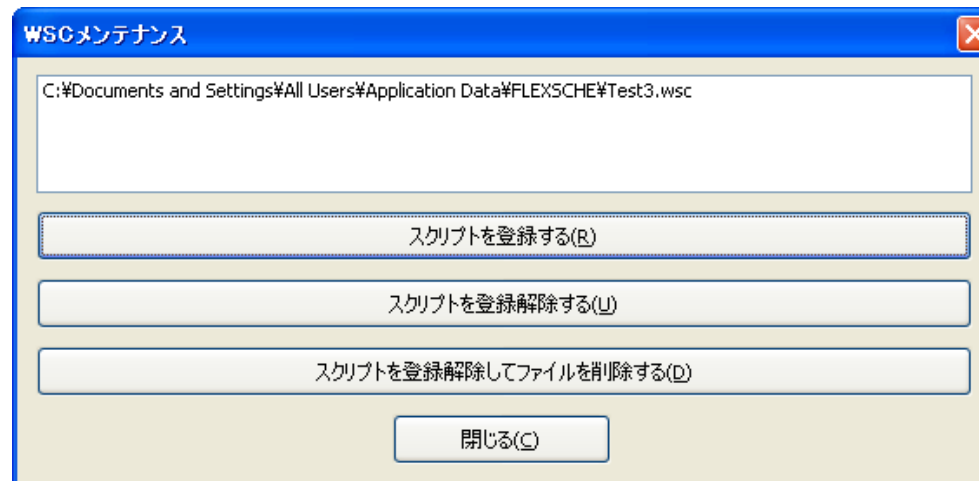 WSCメンテナンス
C:¥Documents and Settings¥All Users¥Application Data¥FLEXSCHE¥Test3.wsc
スクリプトを登録する(R)
スクリプトを登録解除する(U)
スクリプトを登録解除してファイルを削除する(D)
閉じる(C)